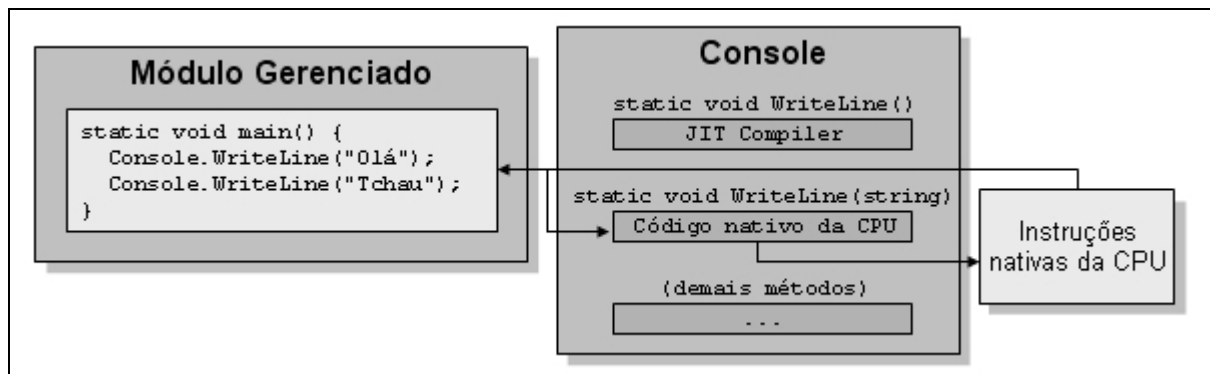 Módulo Gerenciado
static void main() {
Console.WriteLine("Olá");
Console.WriteLine("Tchau");
}
Console
static void WriteLine()
JIT Compiler
static void WriteLine(string)
Código nativo da CPU
(demais métodos)
...
Instruções
nativas da CPU